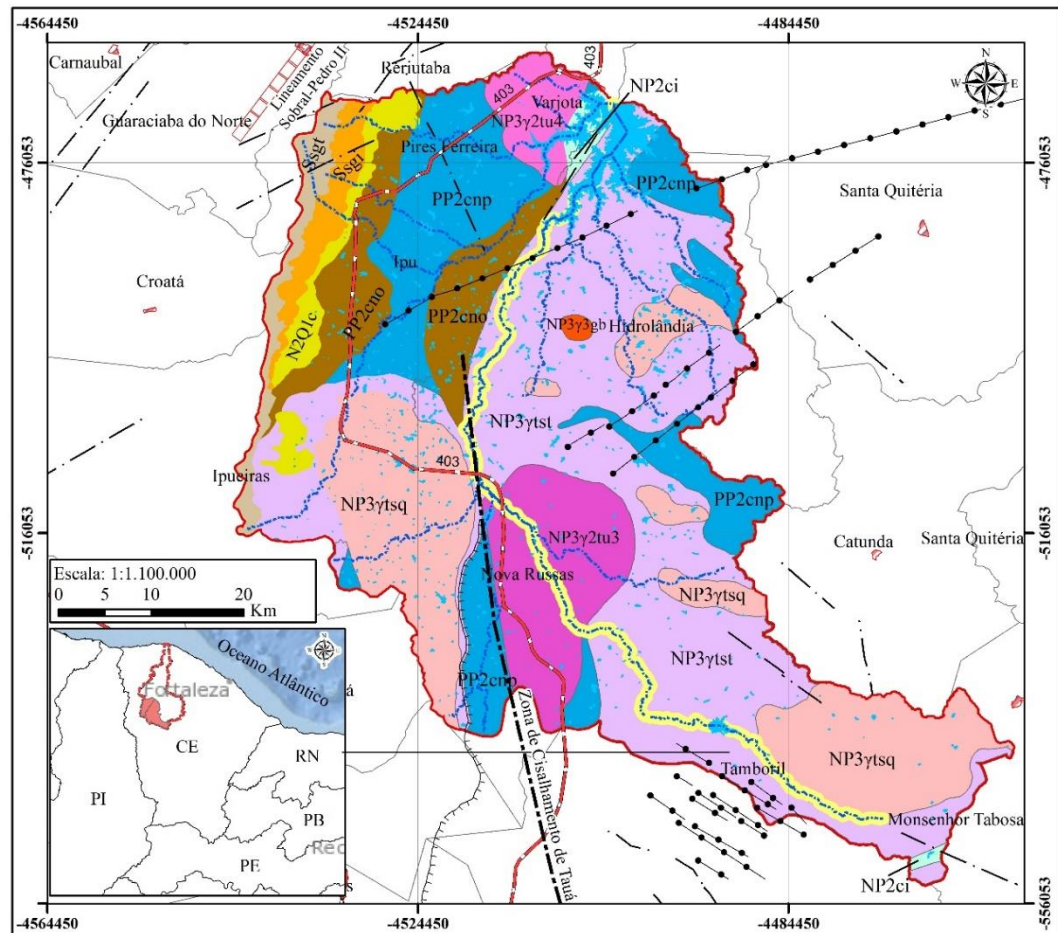 -4564450
-4524450
-4484450
Carnaubal
Lineamento
Sobral-Pedro II
Reriutaba
403
403
NP2ci
N
W E
S
Guaraciaba do Norte
Varjota
NP3γ2tu4
-476053
-476053
Ssgt
Ssgt
Pires Ferreira
PP2cnp
PP2cnp
Santa Quitéria
Croatá
Ipu
PP2cno
PP2cno
N2Q1c
NP3γ3gb
Hidrolândia
NP3γtst
403
Ipueiras
NP3γtsq
PP2cnp
-516053
-516053
NP3γ2tu3
Catunda
Santa Quitéria
Escala: 1:1.100.000
0 5 10 20
Km
Nova Russas
NP3γtsq
NP3γtst
PP2cnp
N
W E
S
Oceano Atlântico
Fortaleza
CE
RN
PI
PB
PE
Zona de Cisalhamento de Tauá
NP3γtsq
Tamboril
Monsenhor Tabosa
NP2ci
-556053
-4564450
-4524450
-4484450